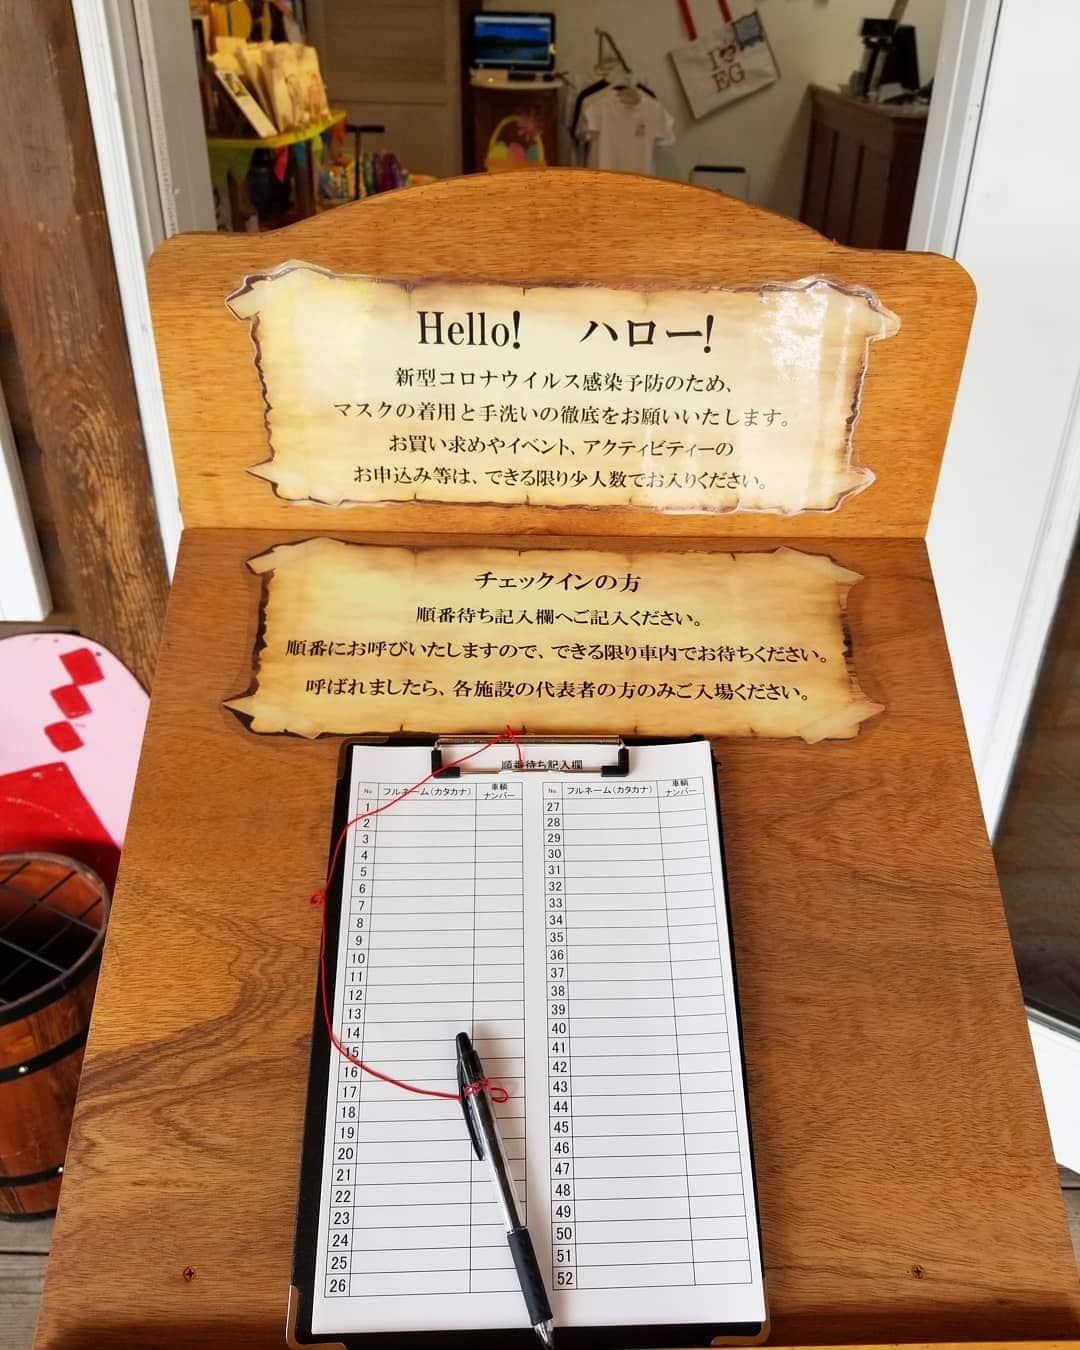 I
EG
Hello! ハロー!
新型コロナウイルス感染予防のため、
マスクの着用と手洗いの徹底をお願いいたします。
お買い求めやイベント、アクティビティーの
お申込み等は、できる限り少人数でお入りください。
チェックインの方
順番待ち記入欄へご記入ください。
順番にお呼びいたしますので、できる限り車内でお待ちください。
呼ばれましたら、各施設の代表者の方のみご入場ください。
順番待ち記入欄
No. フルネーム(カタカナ) 車輌ナンバー No. フルネーム(カタカナ) 車輌ナンバー
1 27
2 28
3 29
4 30
5 31
6 32
7 33
8 34
9 35
10 36
11 37
12 38
13 39
14 40
15 41
16 42
17 43
18 44
19 45
20 46
21 47
22 48
23 49
24 50
25 51
26 52